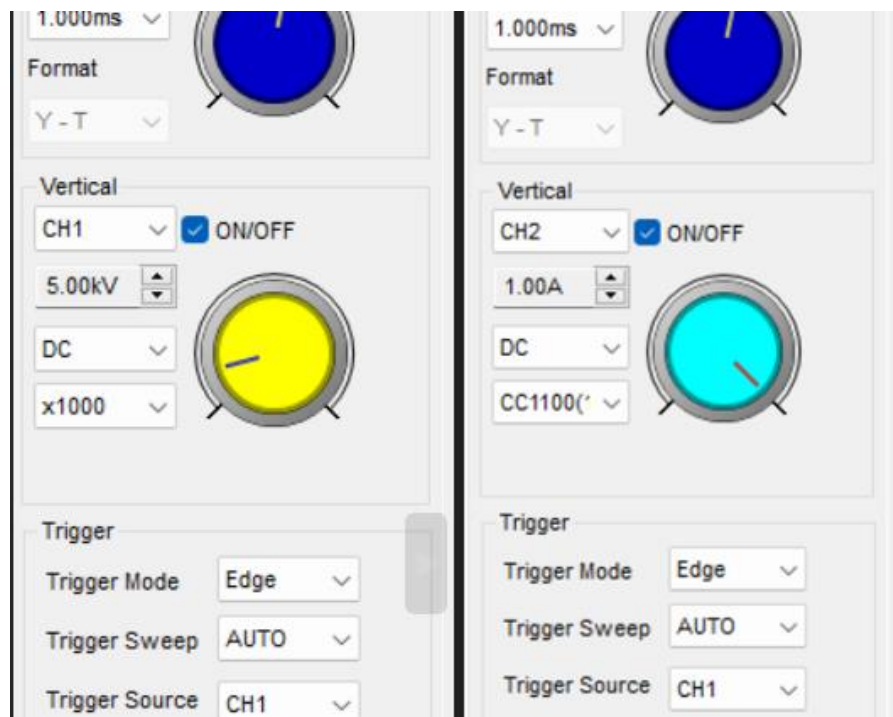 1.000ms
Format
Y - T
Vertical
CH1
ON/OFF
5.00kV
DC
x1000
Trigger
Trigger Mode
Edge
Trigger Sweep
AUTO
Trigger Source
CH1
1.000ms
Format
Y - T
Vertical
CH2
ON/OFF
1.00A
DC
CC1100(
Trigger
Trigger Mode
Edge
Trigger Sweep
AUTO
Trigger Source
CH1